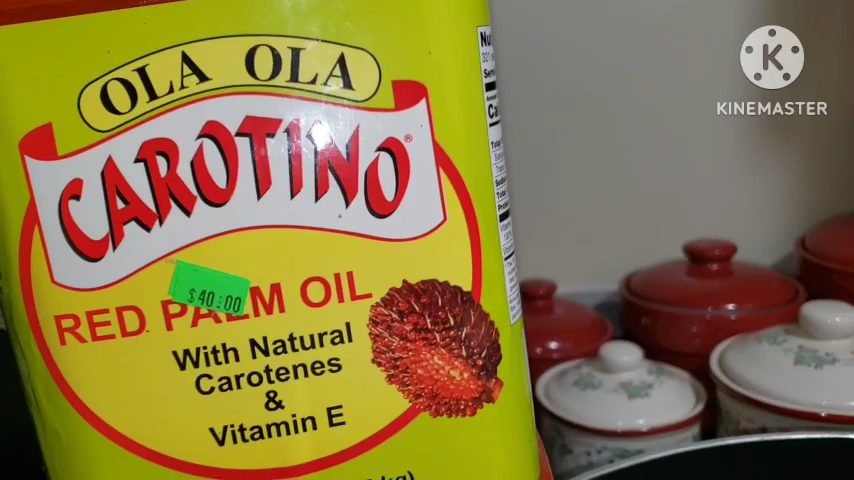 OLA OLA
CAROTINO®
$40.00
RED PALM OIL
With Natural
Carotenes
&
Vitamin E
KINEMASTER